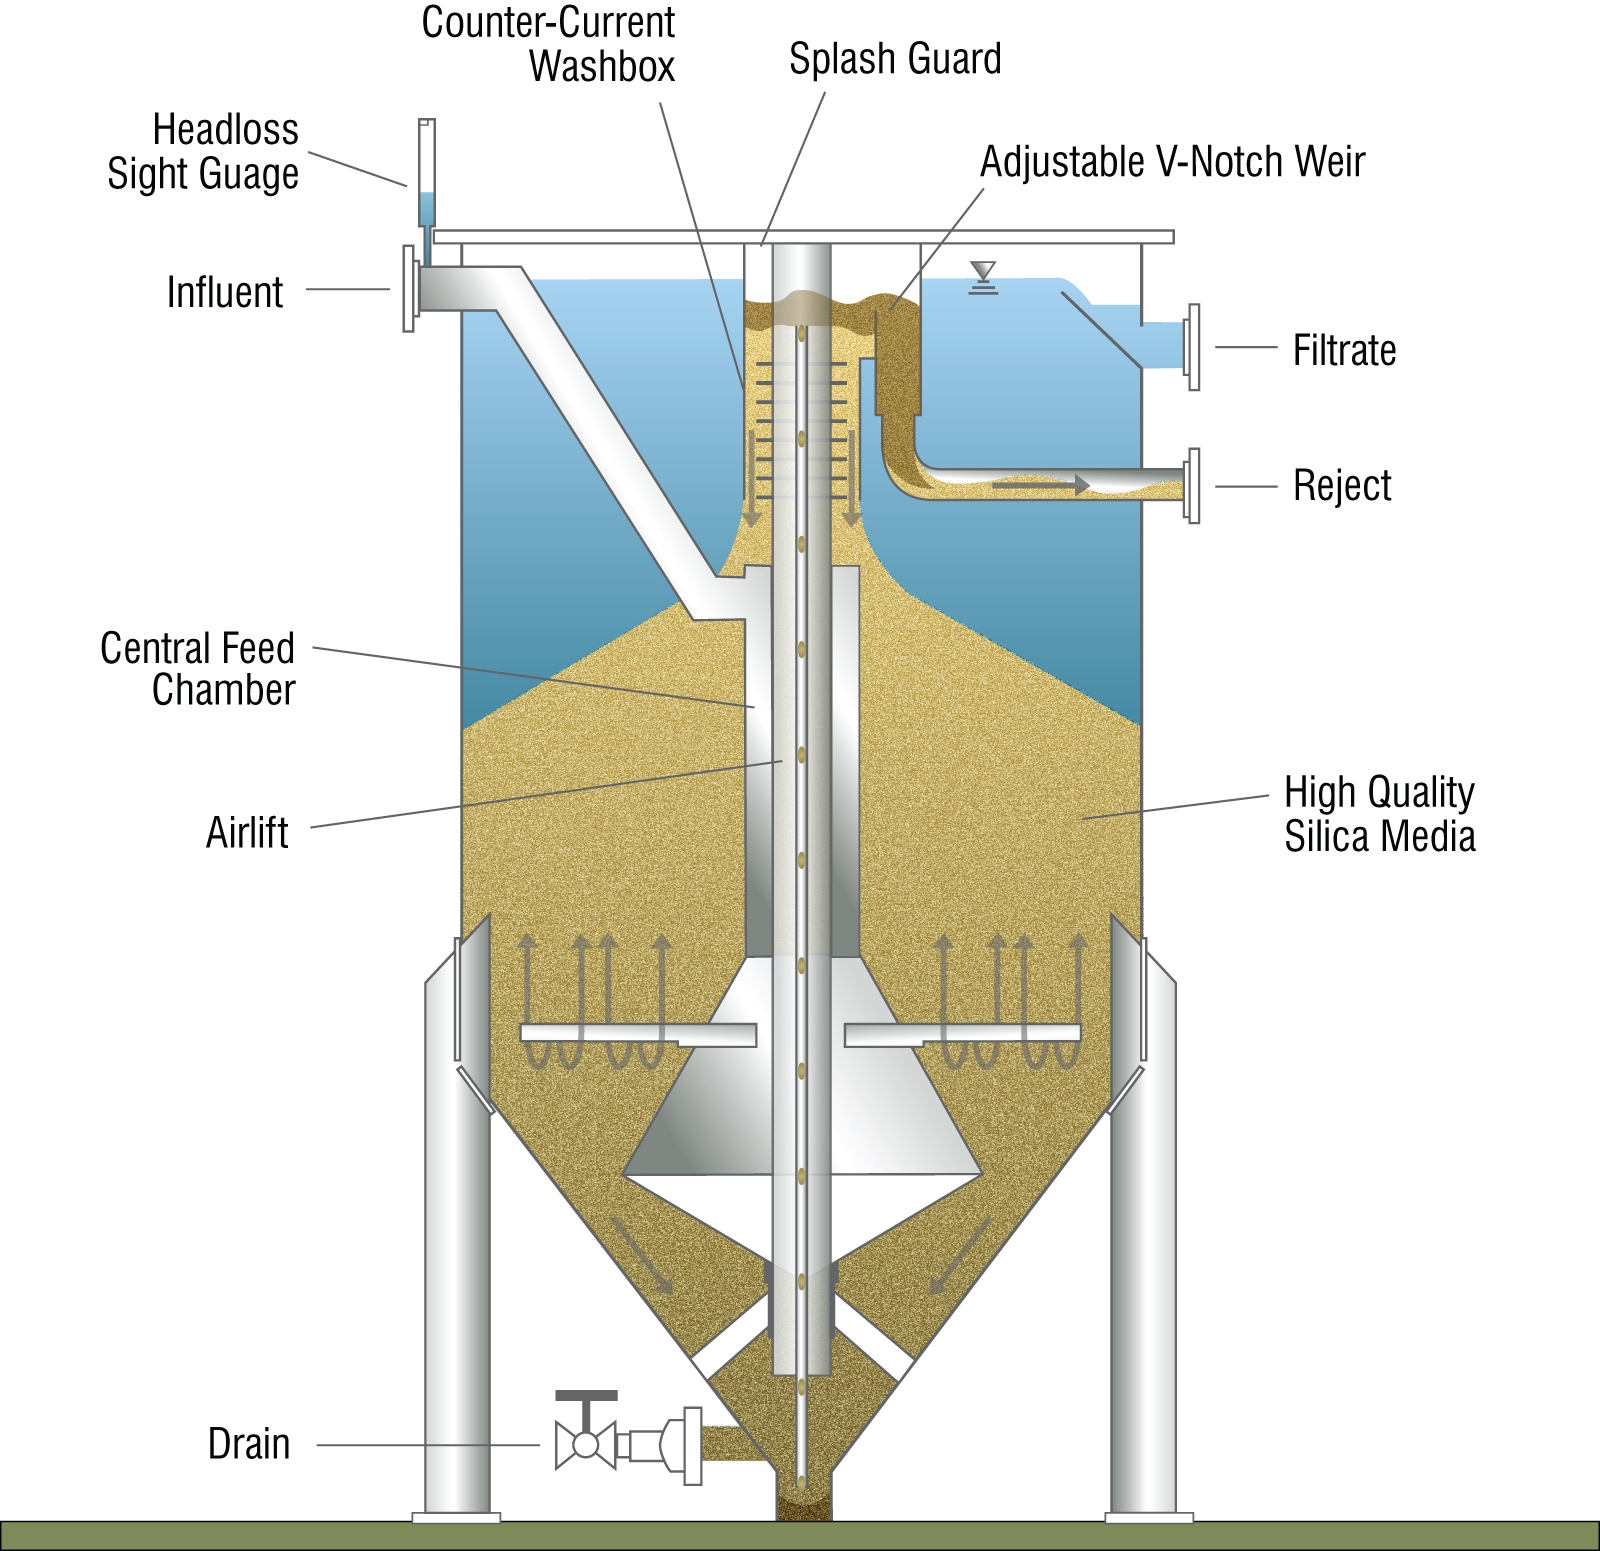 Counter-Current
Washbox
Splash Guard
Headloss
Sight Guage
Adjustable V-Notch Weir
Influent
Filtrate
Reject
Central Feed
Chamber
High Quality
Silica Media
Airlift
Drain